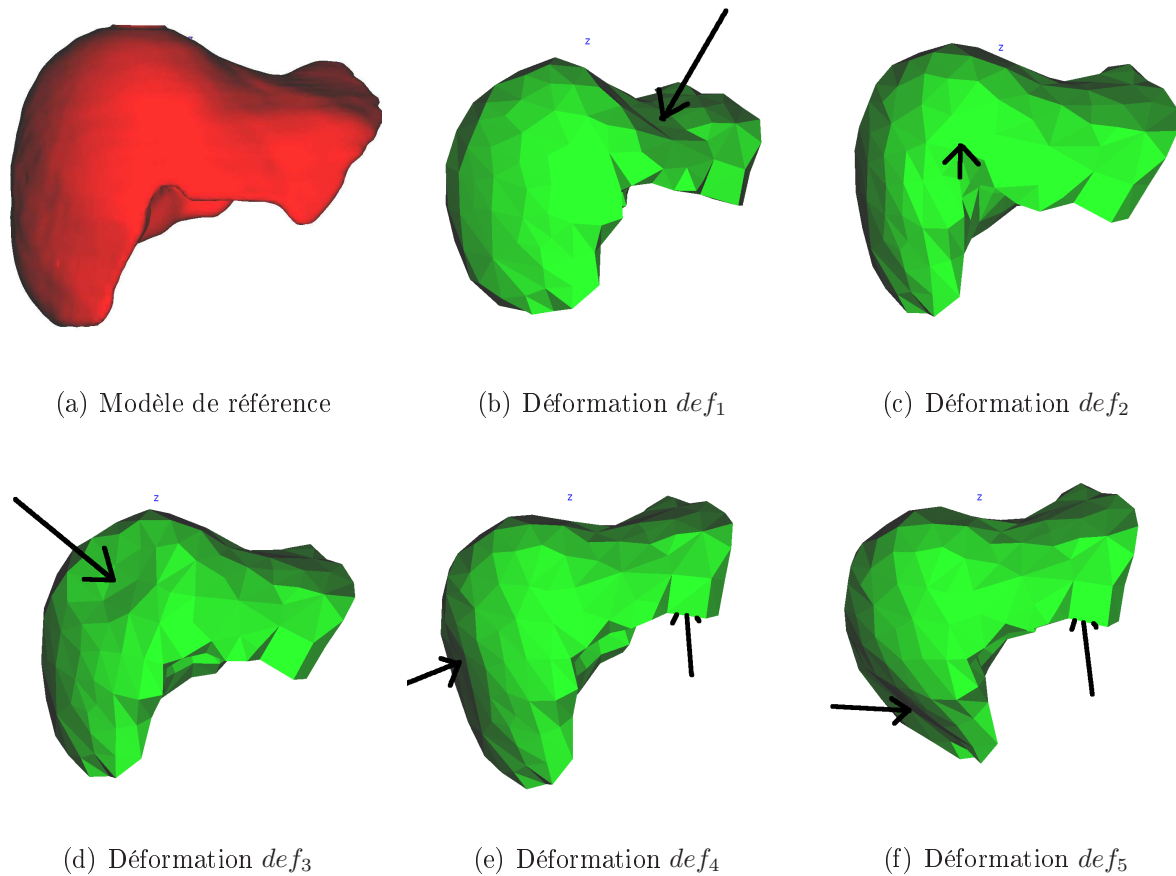 z
z
z
(a) Modèle de référence
(b) Déformation def₁
(c) Déformation def₂
z
z
z
(d) Déformation def₃
(e) Déformation def₄
(f) Déformation def₅